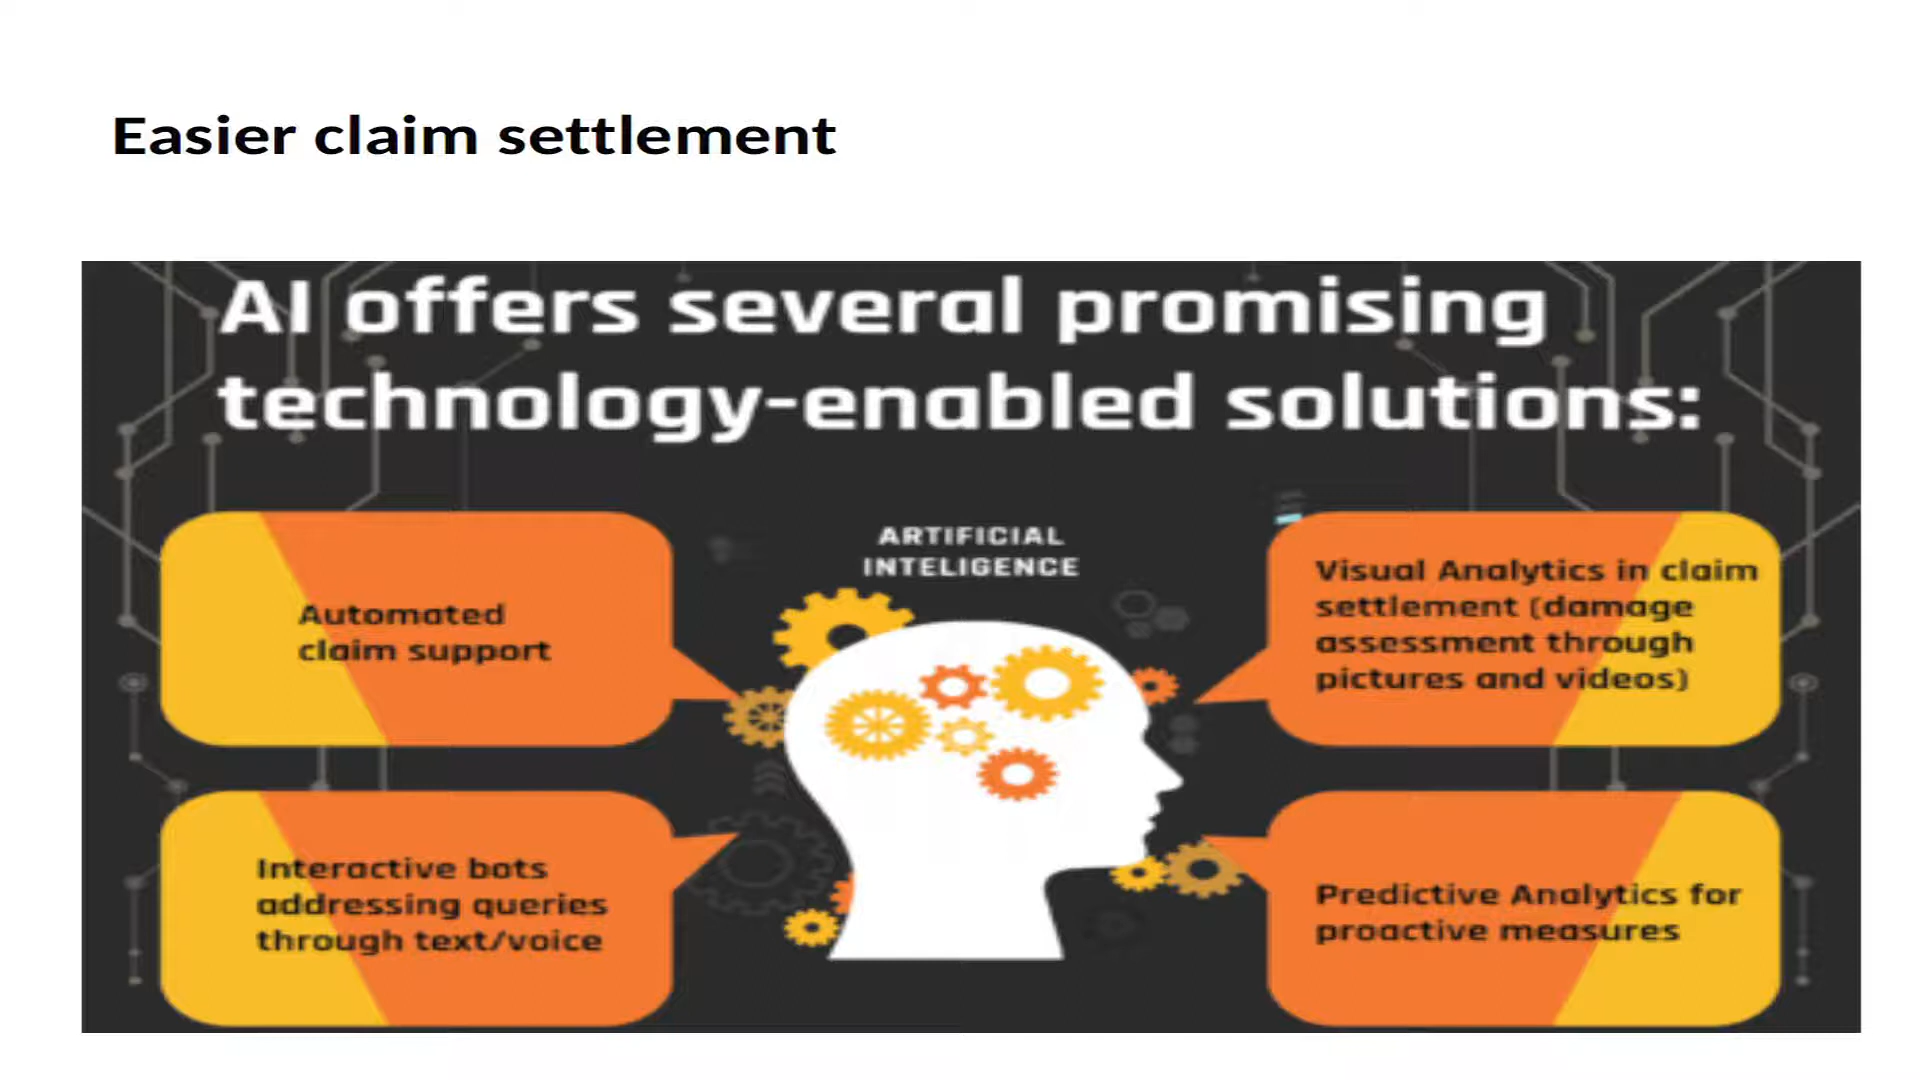 Easier claim settlement
AI offers several promising
technology-enabled solutions:
ARTIFICIAL
INTELIGENCE
Automated
claim support
Visual Analytics in claim
settlement (damage
assessment through
pictures and videos)
Interactive bots
addressing queries
through text/voice
Predictive Analytics for
proactive measures